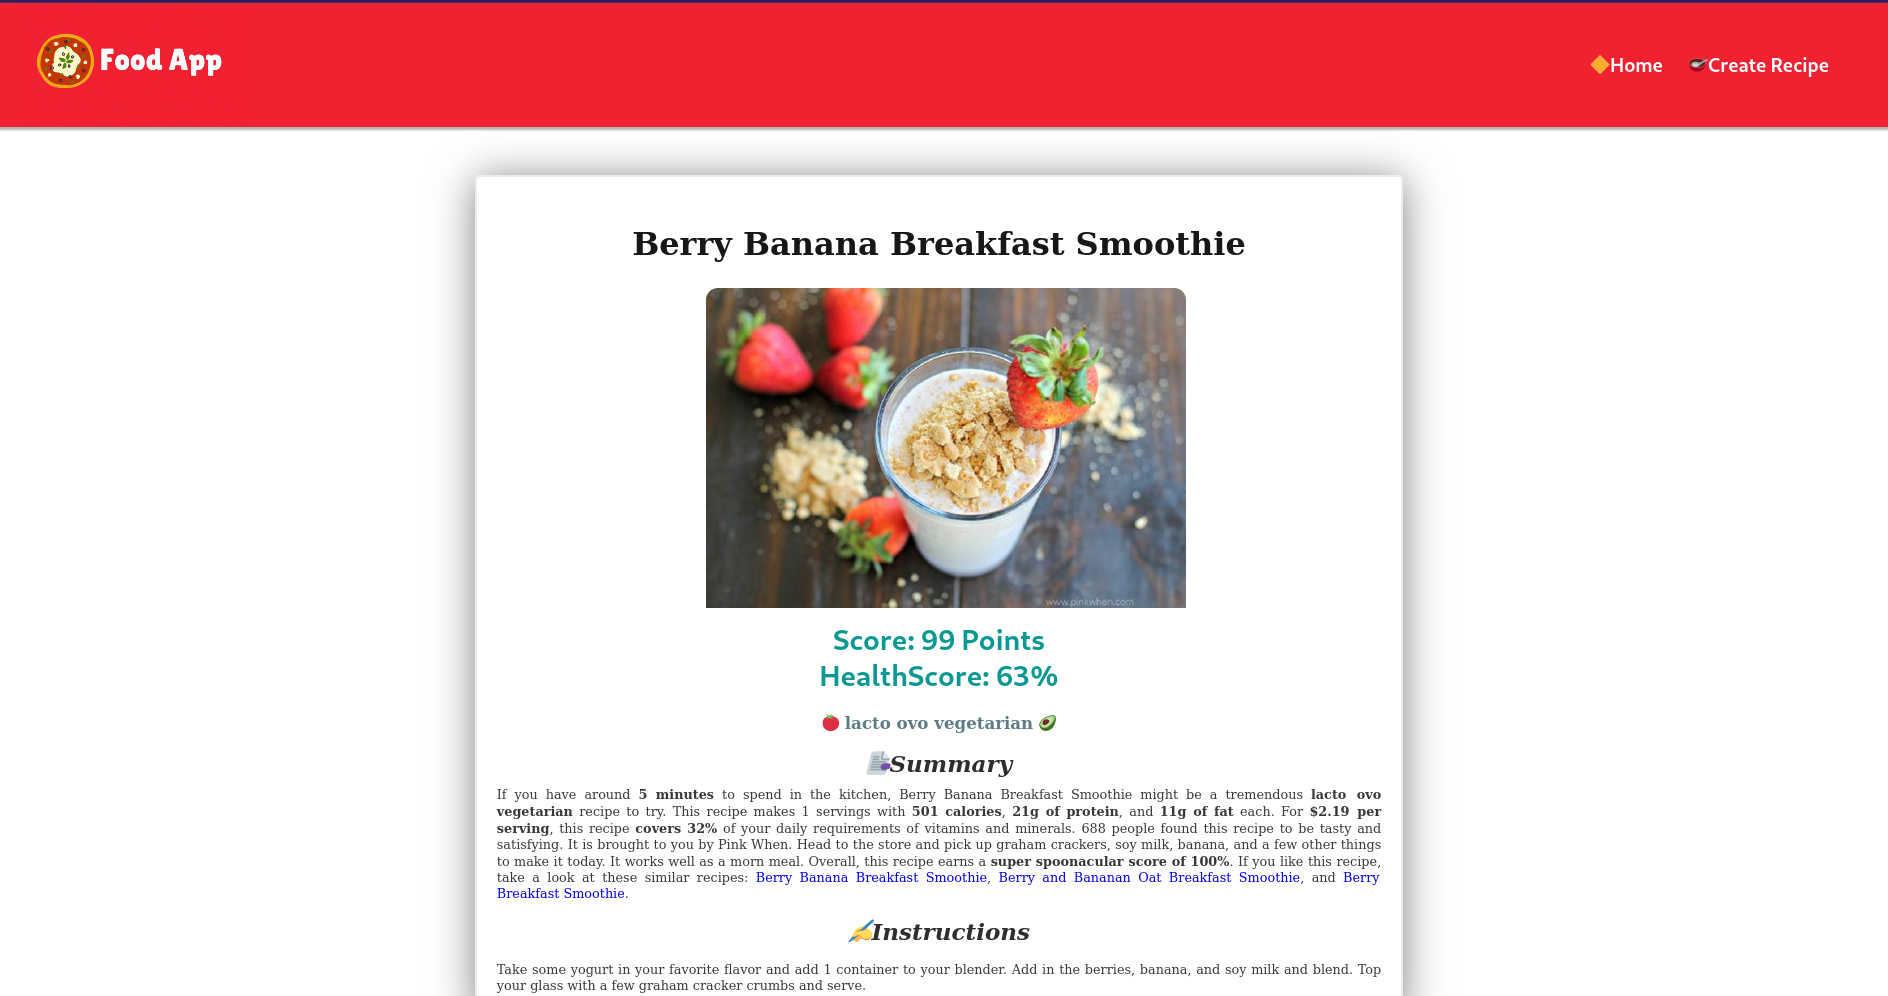 Food App
Home
Create Recipe
Berry Banana Breakfast Smoothie
www.pinkwhen.com
Score: 99 Points
HealthScore: 63%
lacto ovo vegetarian
Summary
If you have around 5 minutes to spend in the kitchen, Berry Banana Breakfast Smoothie might be a tremendous lacto ovo
vegetarian recipe to try. This recipe makes 1 servings with 501 calories, 21g of protein, and 11g of fat each. For $2.19 per
serving, this recipe covers 32% of your daily requirements of vitamins and minerals. 688 people found this recipe to be tasty and
satisfying. It is brought to you by Pink When. Head to the store and pick up graham crackers, soy milk, banana, and a few other things
to make it today. It works well as a morn meal. Overall, this recipe earns a super spoonacular score of 100%. If you like this recipe,
take a look at these similar recipes: Berry Banana Breakfast Smoothie, Berry and Bananan Oat Breakfast Smoothie, and Berry
Breakfast Smoothie.
Instructions
Take some yogurt in your favorite flavor and add 1 container to your blender. Add in the berries, banana, and soy milk and blend. Top
your glass with a few graham cracker crumbs and serve.